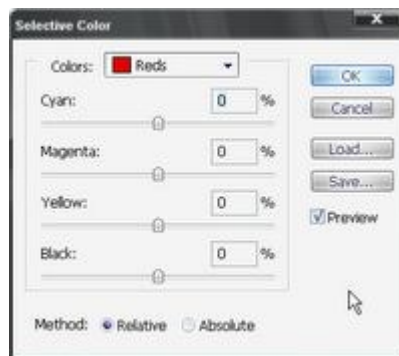 Selective Color
Colors: Reds
OK
Cyan: 0 %
Cancel
Magenta: 0 %
Load...
Save...
Yellow: 0 %
Preview
Black: 0 %
Method: Relative Absolute